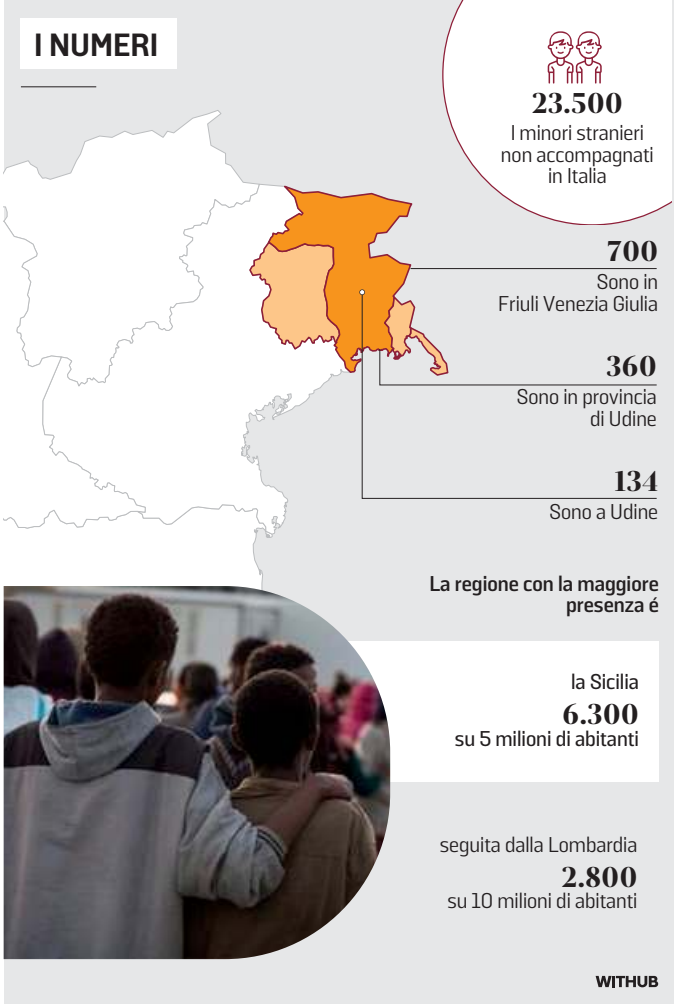 I NUMERI
23.500
I minori stranieri
non accompagnati
in Italia
700
Sono in
Friuli Venezia Giulia
360
Sono in provincia
di Udine
134
Sono a Udine
La regione con la maggiore
presenza é
la Sicilia
6.300
su 5 milioni di abitanti
seguita dalla Lombardia
2.800
su 10 milioni di abitanti
WITHUB